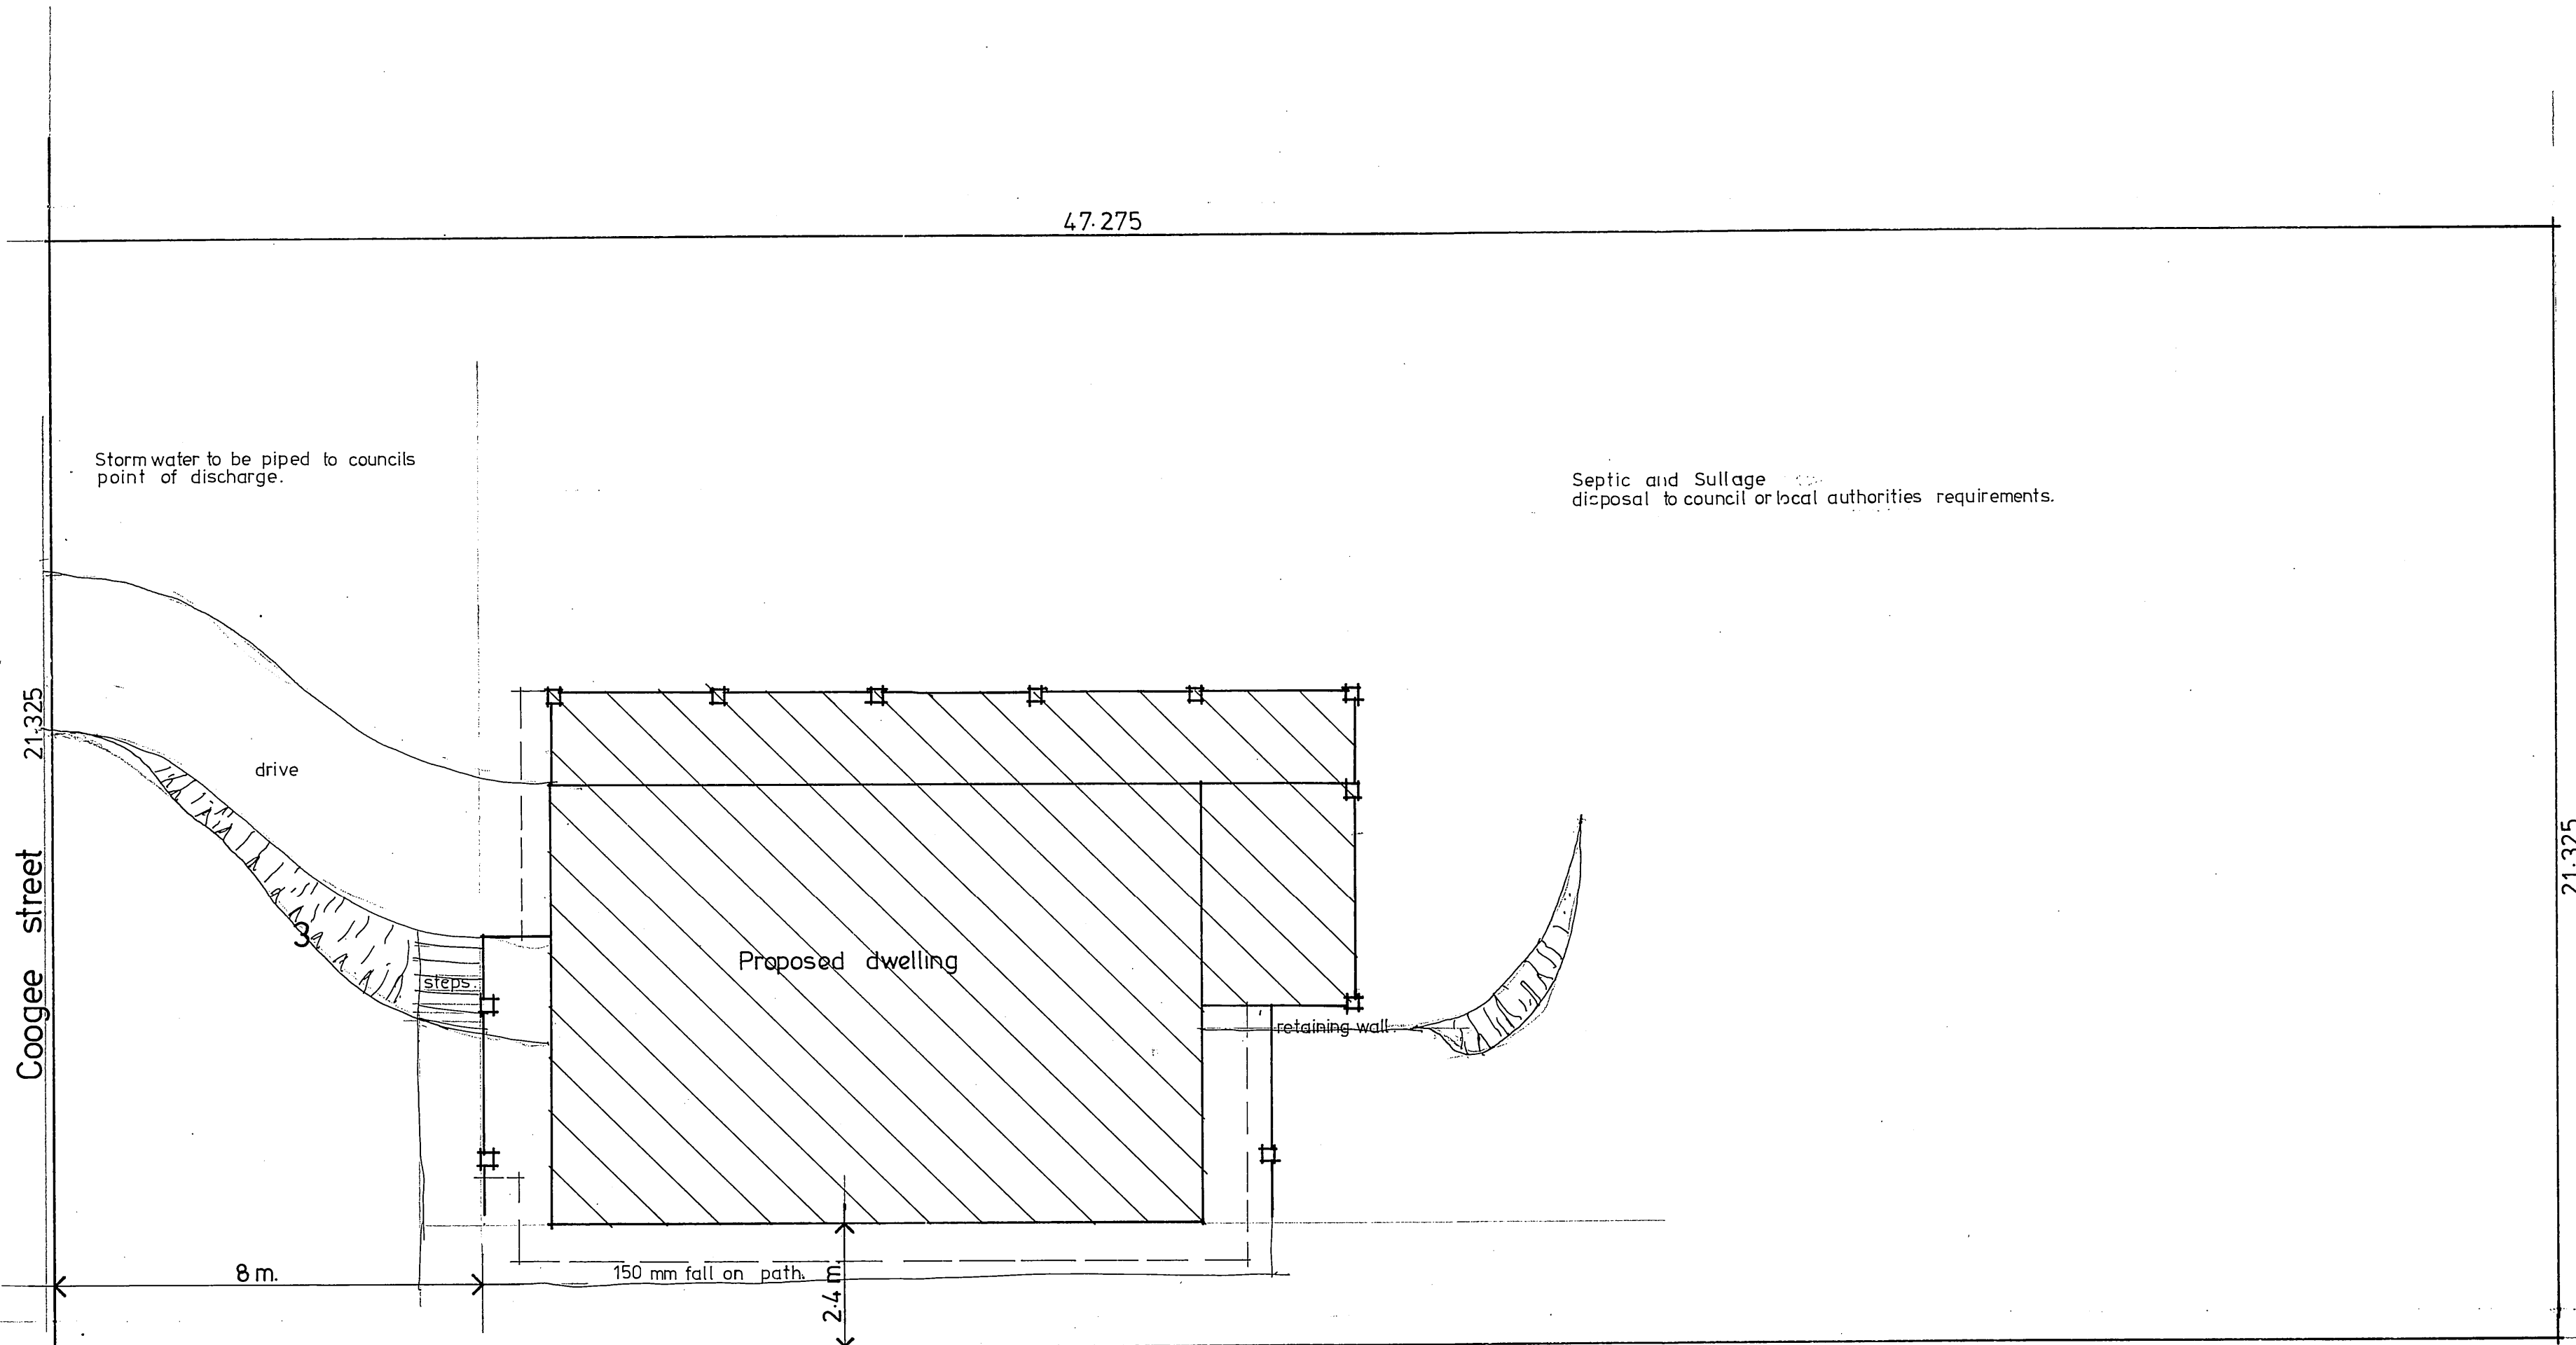 47.275
Storm water to be piped to councils
point of discharge.
Septic and Sullage
disposal to council or local authorities requirements.
21.325
drive
Coogee street
3
steps.
Proposed dwelling
retaining wall.
21.325
8 m.
150 mm fall on path.
2.4 m